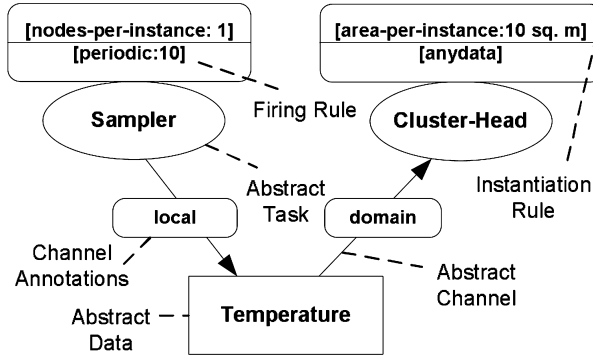 [nodes-per-instance: 1]
[periodic:10]
[area-per-instance:10 sq. m]
[anydata]
Sampler
Firing Rule
Cluster-Head
Abstract
Task
Instantiation
Rule
local
domain
Channel
Annotations
Abstract
Channel
Abstract
Data
Temperature